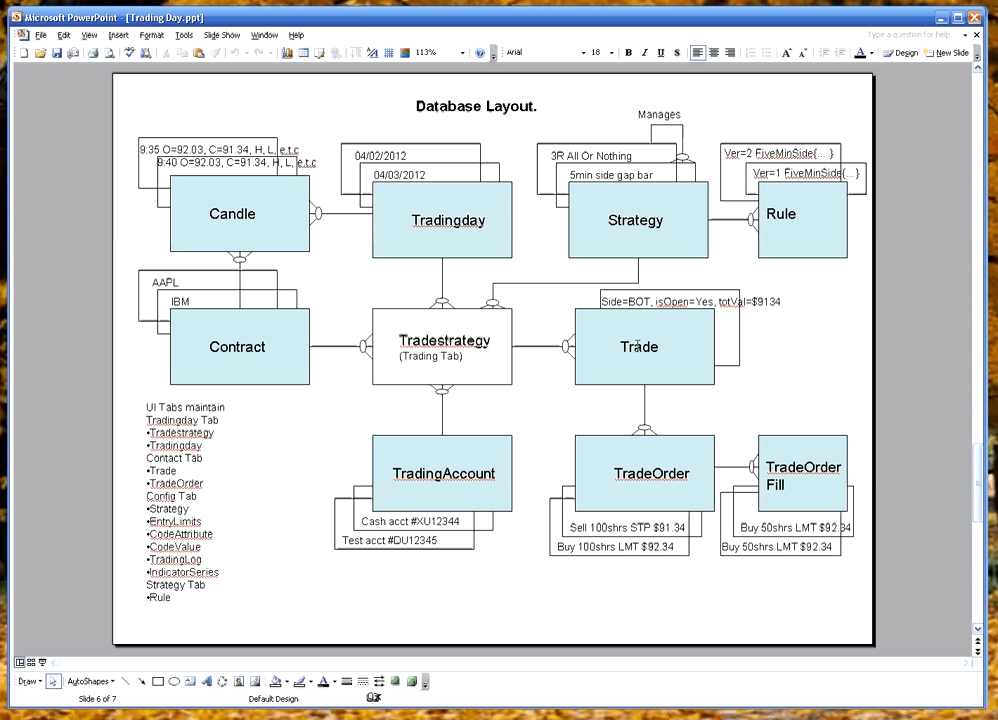 Microsoft PowerPoint - [Trading Day.ppt]
File Edit View Insert Format Tools Slide Show Window Help
Type a question for help
113% Arial 18 B I U S A A A Design New Slide
Database Layout.
Manages
9:35 O=92.03, C=91.34, H, L, e.t.c
9:40 O=92.03, C=91.34, H, L, e.t.c
04/02/2012
04/03/2012
3R All Or Nothing
5min side gap bar
Ver=2 FiveMinSide{... }
Ver=1 FiveMinSide{...}
Candle
Tradingday
Strategy
Rule
AAPL
IBM
Side=BOT, isOpen=Yes, totVal=$9134
Contract
Tradestrategy
(Trading Tab)
Trade
UI Tabs maintain
Tradingday Tab
•Tradestrategy
•Tradingday
Contact Tab
•Trade
•TradeOrder
Config Tab
•Strategy
•EntryLimits
•CodeAttribute
•CodeValue
•TradingLog
•IndicatorSeries
Strategy Tab
•Rule
TradingAccount
Cash acct #XU12344
Test acct #DU12345
TradeOrder
Sell 100shrs STP $91.34
Buy 100shrs LMT $92.34
TradeOrder
Fill
Buy 50shrs LMT $92.34
Buy 50shrs LMT $92.34
Draw AutoShapes
Slide 6 of 7
Default Design